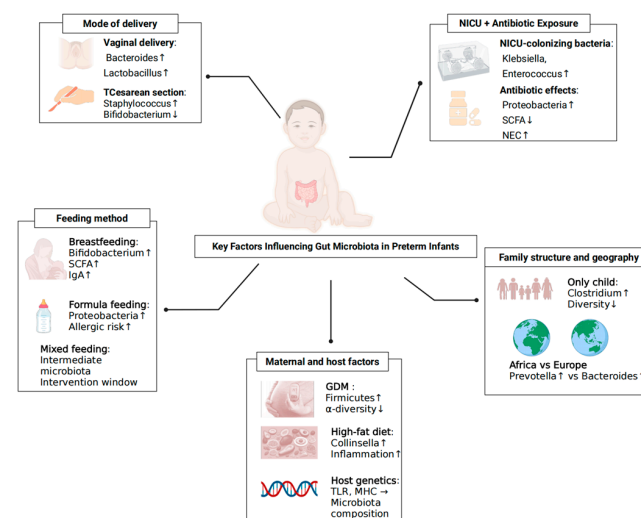 Mode of delivery
Vaginal delivery:
Bacteroides↑
Lactobacillus↑
TCesarean section:
Staphylococcus↑
Bifidobacterium↓
NICU + Antibiotic Exposure
NICU-colonizing bacteria:
Klebsiella,
Enterococcus↑
Antibiotic effects:
Proteobacteria↑
SCFA↓
NEC↑
Key Factors Influencing Gut Microbiota in Preterm Infants
Feeding method
Breastfeeding:
Bifidobacterium↑
SCFA↑
IgA↑
Formula feeding:
Proteobacteria↑
Allergic risk↑
Mixed feeding:
Intermediate
microbiota
Intervention window
Maternal and host factors
GDM :
Firmicutes↑
α-diversity↓
High-fat diet:
Collinsella↑
Inflammation↑
Host genetics:
TLR, MHC →
Microbiota
composition
Family structure and geography
Only child:
Clostridium↑
Diversity↓
Africa vs Europe
Prevotella↑ vs Bacteroides↑